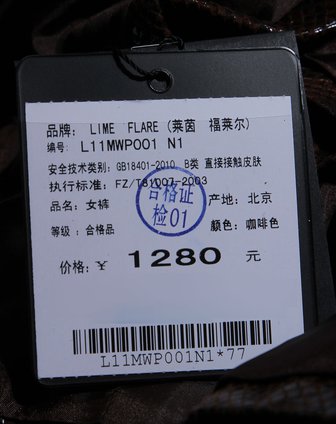 品牌： LIME FLARE (莱茵 福莱尔)
编号: L11MWPOO1 N1
安全技术类别: GB18401-2010 B类 直接接触皮肤
执行标准: FZ/T81007-2003
品名: 女裤 产地: 北京
合格证
检01
等级 : 合格品 颜色: 咖啡色
价格: ￥ 1280 元
L11MWP001N1*77